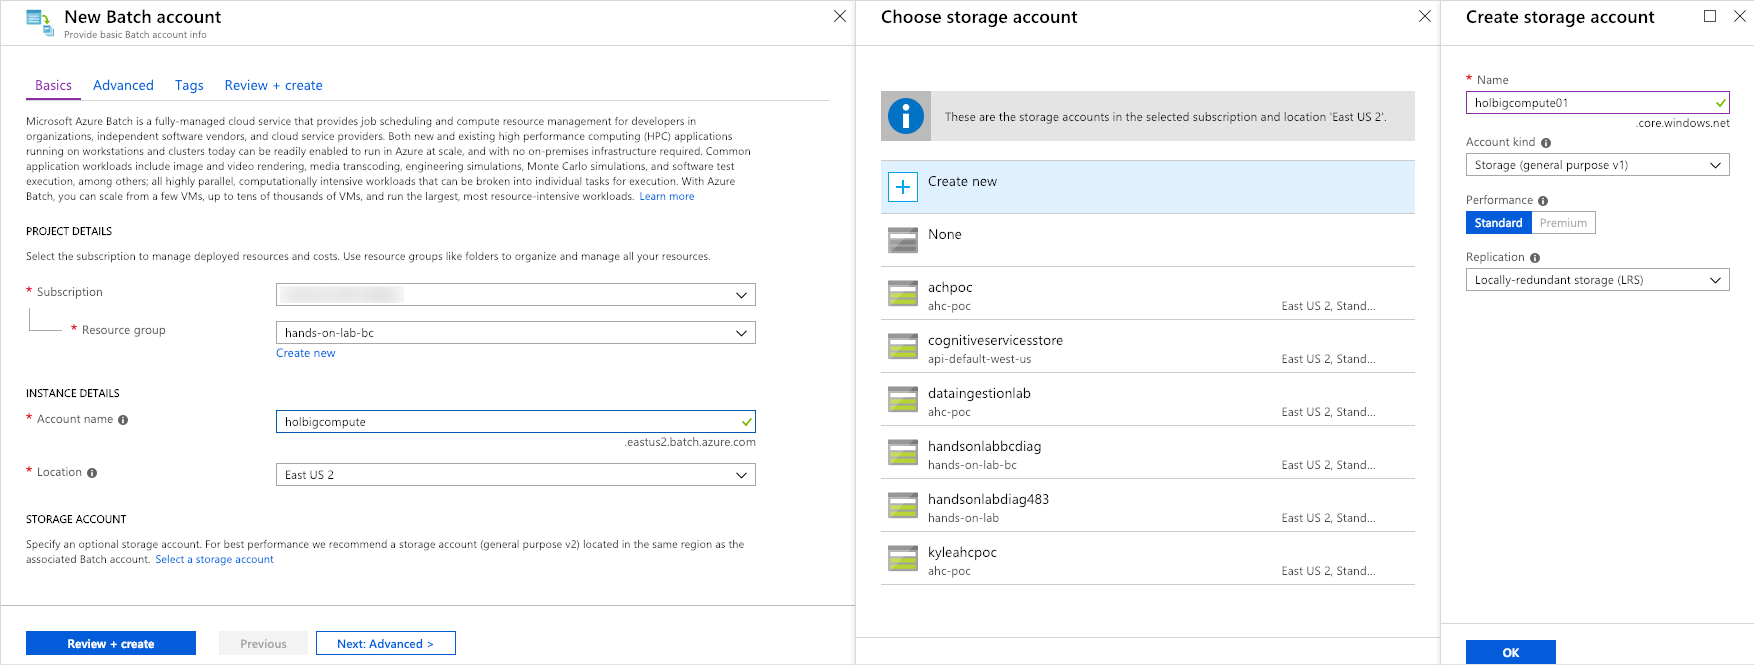 New Batch account
Provide basic Batch account info
Basics
Advanced
Tags
Review + create
Microsoft Azure Batch is a fully-managed cloud service that provides job scheduling and compute resource management for developers in
organizations, independent software vendors, and cloud service providers. Both new and existing high performance computing (HPC) applications
running on workstations and clusters today can be readily enabled to run in Azure at scale, and with no on-premises infrastructure required. Common
application workloads include image and video rendering, media transcoding, engineering simulations, Monte Carlo simulations, and software test
execution, among others; all highly parallel, computationally intensive workloads that can be broken into individual tasks for execution. With Azure
Batch, you can scale from a few VMs, up to tens of thousands of VMs, and run the largest, most resource-intensive workloads. Learn more
PROJECT DETAILS
Select the subscription to manage deployed resources and costs. Use resource groups like folders to organize and manage all your resources.
* Subscription
* Resource group
hands-on-lab-bc
Create new
INSTANCE DETAILS
* Account name
holbigcompute
.eastus2.batch.azure.com
* Location
East US 2
STORAGE ACCOUNT
Specify an optional storage account. For best performance we recommend a storage account (general purpose v2) located in the same region as the
associated Batch account. Select a storage account
Review + create
Previous
Next: Advanced >
Choose storage account
These are the storage accounts in the selected subscription and location 'East US 2'.
Create new
None
achpoc
ahc-poc
East US 2, Stand...
cognitiveservicesstore
api-default-west-us
East US 2, Stand...
dataingestionlab
ahc-poc
East US 2, Stand...
handsonlabbcdiag
hands-on-lab-bc
East US 2, Stand...
handsonlabdiag483
hands-on-lab
East US 2, Stand...
kyleahcpoc
ahc-poc
East US 2, Stand...
Create storage account
* Name
holbigcompute01
.core.windows.net
Account kind
Storage (general purpose v1)
Performance
Standard
Premium
Replication
Locally-redundant storage (LRS)
OK